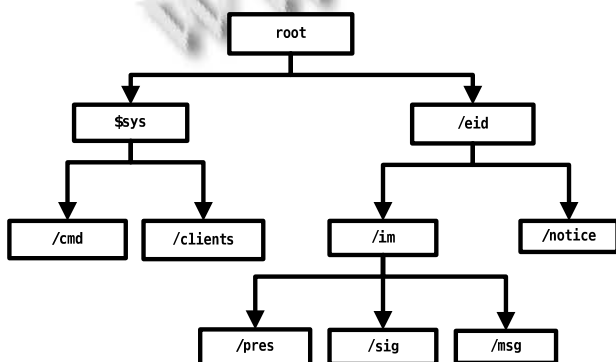 root
$sys
/eid
/cmd
/clients
/im
/notice
/pres
/sig
/msg